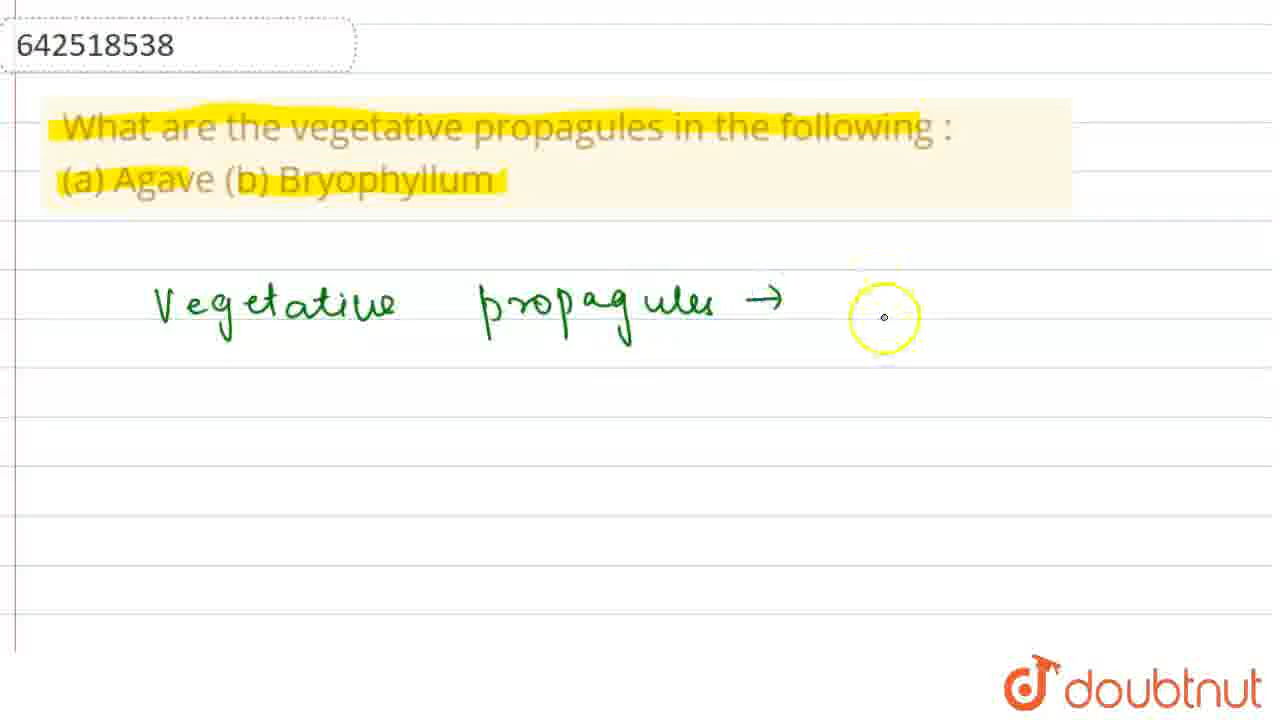 642518538
What are the vegetative propagules in the following :
(a) Agave (b) Bryophyllum
Vegetative propagules →
doubtnut